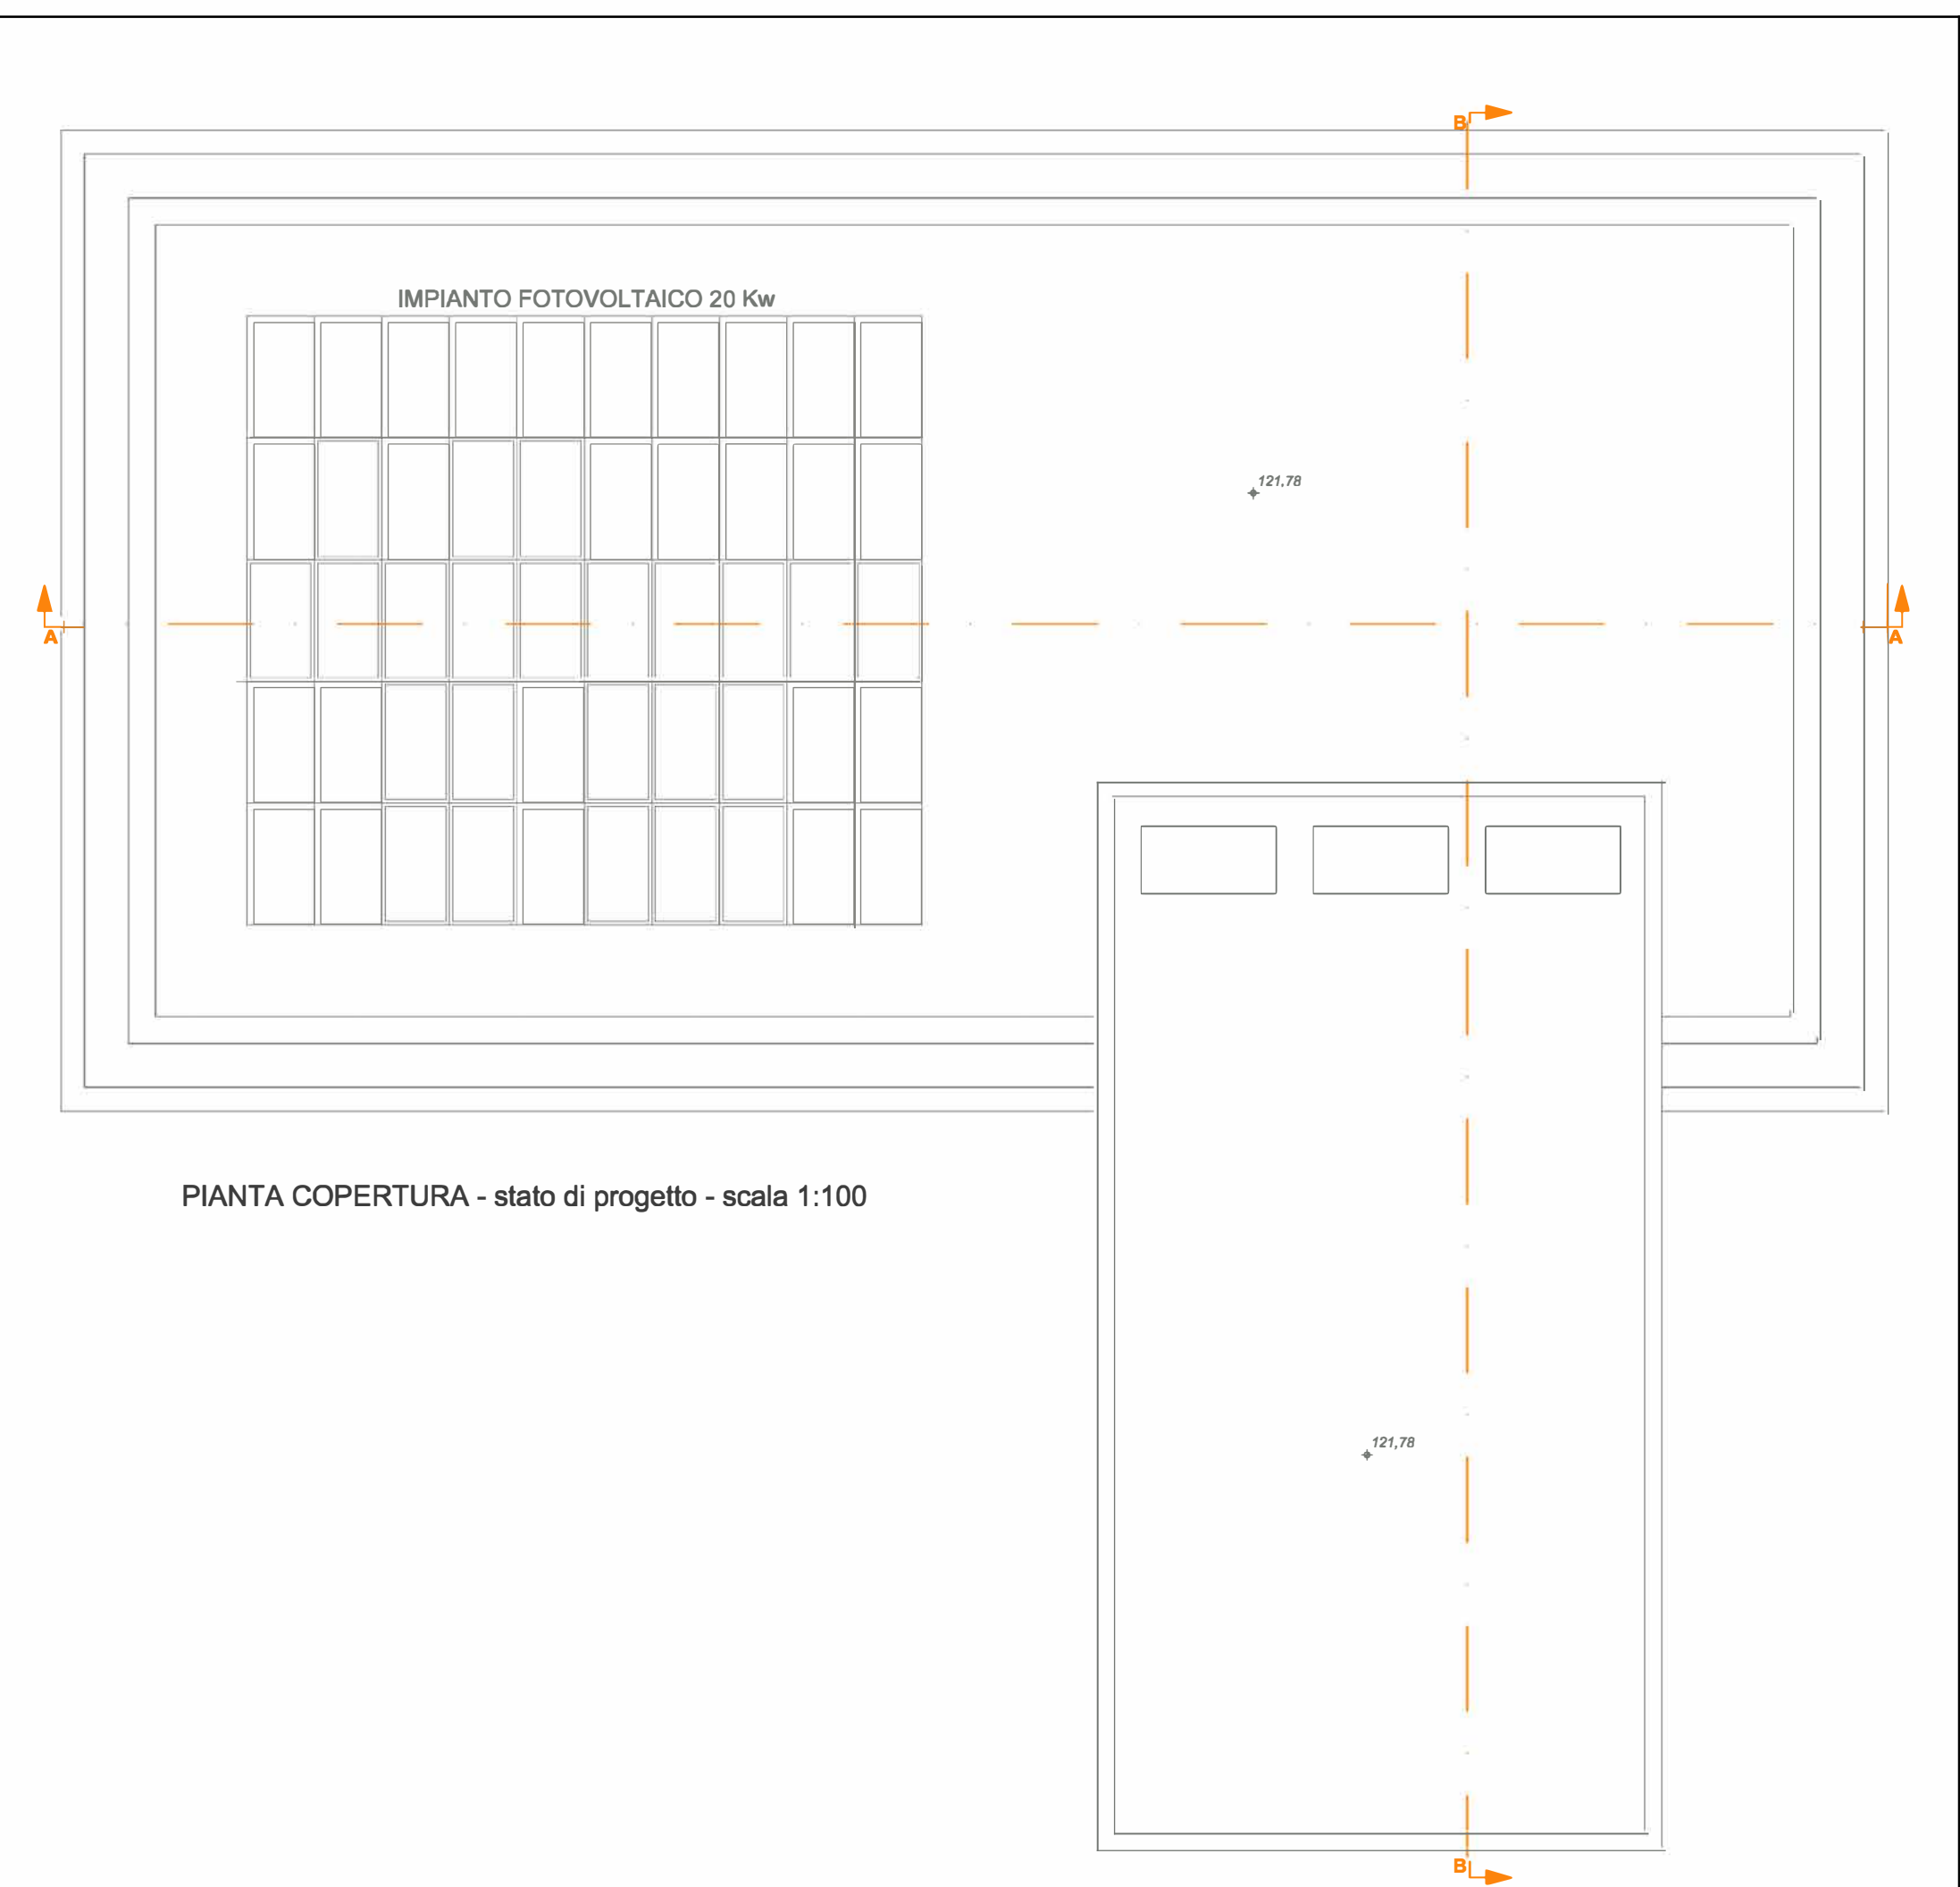 B
IMPIANTO FOTOVOLTAICO 20 Kw
121,78
A
A
PIANTA COPERTURA - stato di progetto - scala 1:100
121,78
B